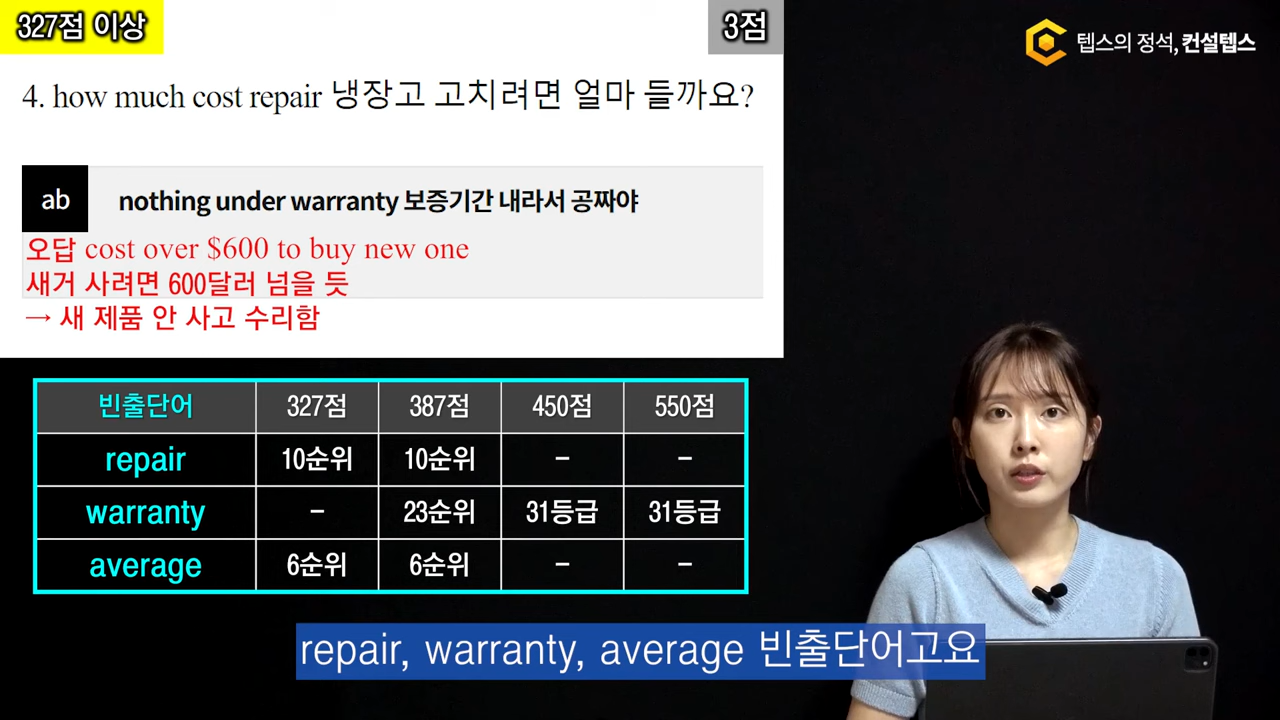 327점 이상
3점
텝스의 정석, 컨설텝스
4. how much cost repair 냉장고 고치려면 얼마 들까요?
ab
nothing under warranty 보증기간 내라서 공짜야
오답 cost over $600 to buy new one
새거 사려면 600달러 넘을 듯
→ 새 제품 안 사고 수리함
빈출단어 327점 387점 450점 550점
repair 10순위 10순위 - -
warranty - 23순위 31등급 31등급
average 6순위 6순위 - -
repair, warranty, average 빈출단어고요